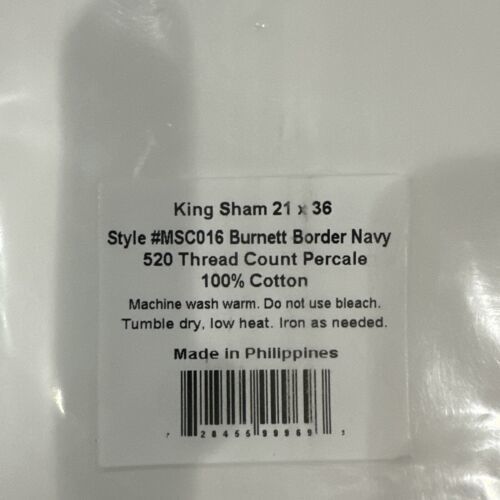 King Sham 21 x 36
Style #MSC016 Burnett Border Navy
520 Thread Count Percale
100% Cotton
Machine wash warm. Do not use bleach.
Tumble dry, low heat. Iron as needed.
Made in Philippines
7 28455 99969 3